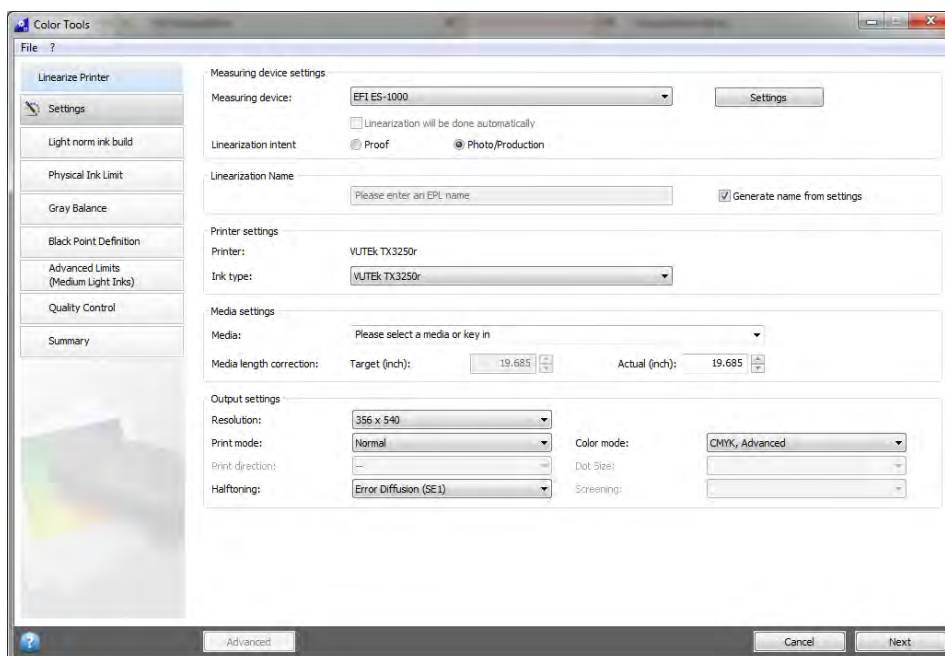 Color Tools
File ?
Linearize Printer
Settings
Light norm ink build
Physical Ink Limit
Gray Balance
Black Point Definition
Advanced Limits
(Medium Light Inks)
Quality Control
Summary
Measuring device settings
Measuring device: EFI ES-1000 Settings
Linearization will be done automatically
Linearization intent Proof Photo/Production
Linearization Name
Please enter an EPL name Generate name from settings
Printer settings
Printer: VUTEk TX3250r
Ink type: VUTEk TX3250r
Media settings
Media: Please select a media or key in
Media length correction: Target (inch): 19.685 Actual (inch): 19.685
Output settings
Resolution: 356 x 540
Print mode: Normal Color mode: CMYK, Advanced
Print direction: -- Dot Size:
Halftoning: Error Diffusion (SE1) Screening:
? Advanced Cancel Next